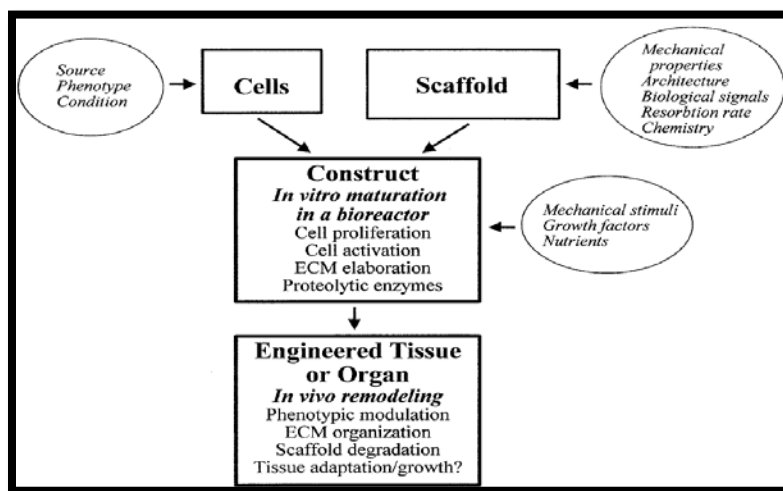 Source
Phenotype
Condition
Cells
Scaffold
Mechanical
properties
Architecture
Biological signals
Resorbtion rate
Chemistry
Construct
In vitro maturation
in a bioreactor
Cell proliferation
Cell activation
ECM elaboration
Proteolytic enzymes
Mechanical stimuli
Growth factors
Nutrients
Engineered Tissue
or Organ
In vivo remodeling
Phenotypic modulation
ECM organization
Scaffold degradation
Tissue adaptation/growth?